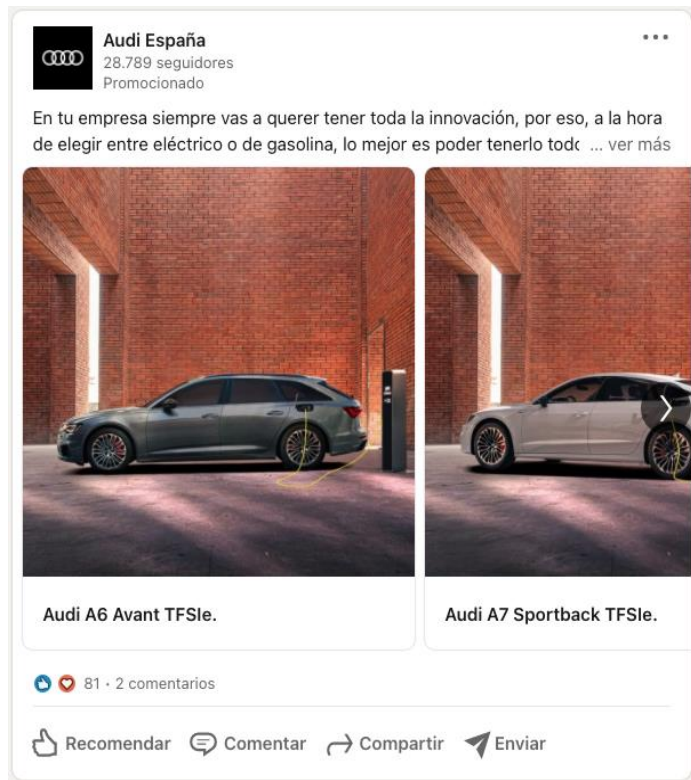 Audi España
28.789 seguidores
Promocionado
En tu empresa siempre vas a querer tener toda la innovación, por eso, a la hora
de elegir entre eléctrico o de gasolina, lo mejor es poder tenerlo todo ... ver más
Audi A6 Avant TFSIe.
Audi A7 Sportback TFSIe.
81 · 2 comentarios
Recomendar Comentar Compartir Enviar